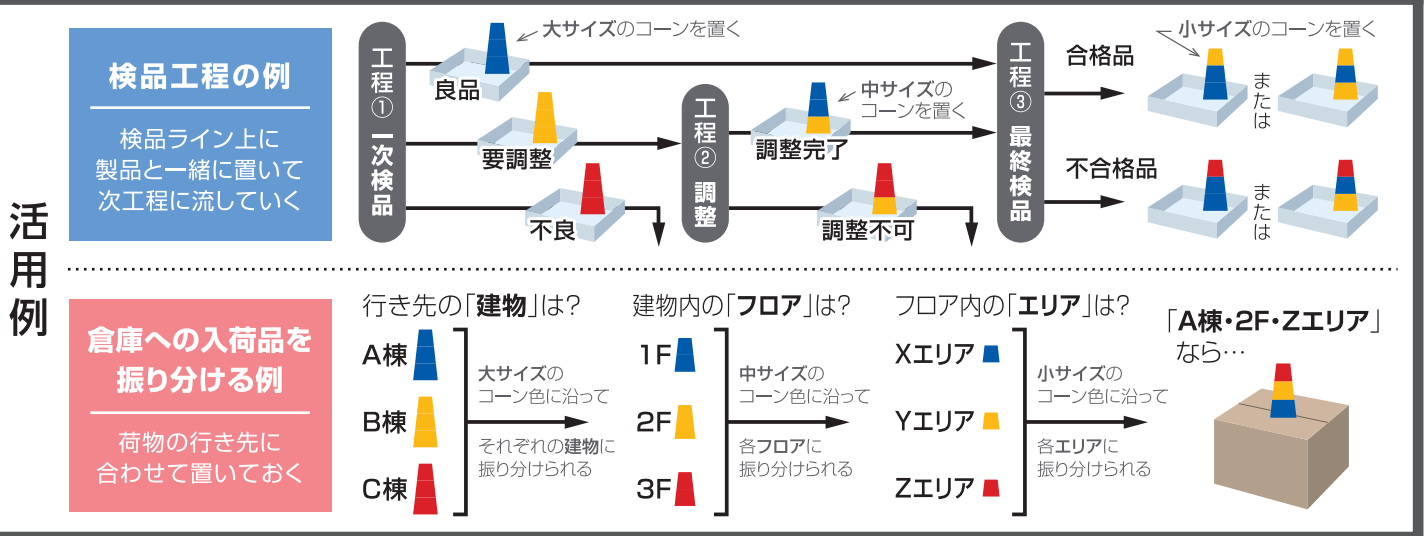 活用例
検品工程の例
検品ライン上に
製品と一緒に置いて
次工程に流していく
工程① 一次検品
大サイズのコーンを置く
良品
要調整
不良
工程② 調整
中サイズの
コーンを置く
調整完了
調整不可
工程③ 最終検品
合格品
小サイズのコーンを置く
または
不合格品
または
倉庫への入荷品を
振り分ける例
荷物の行き先に
合わせて置いておく
行き先の「建物」は?
A棟
B棟
C棟
大サイズの
コーン色に沿って
それぞれの建物に
振り分けられる
建物内の「フロア」は?
1F
2F
3F
中サイズの
コーン色に沿って
各フロアに
振り分けられる
フロア内の「エリア」は?
Xエリア
Yエリア
Zエリア
小サイズの
コーン色に沿って
各エリアに
振り分けられる
「A棟・2F・Zエリア」
なら…